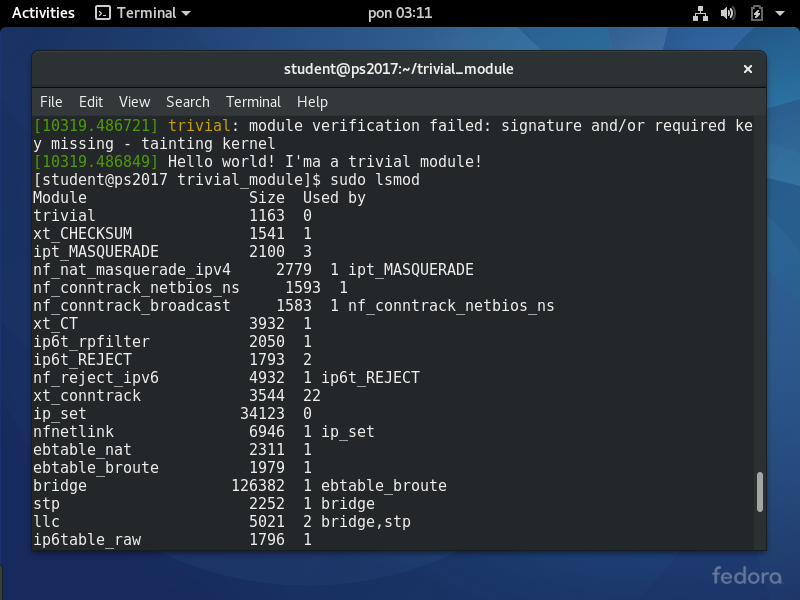 Activities Terminal pon 03:11
student@ps2017:~/trivial_module ×
File Edit View Search Terminal Help
[10319.486721] trivial: module verification failed: signature and/or required ke
y missing - tainting kernel
[10319.486849] Hello world! I'ma a trivial module!
[student@ps2017 trivial_module]$ sudo lsmod
Module                  Size  Used by
trivial                 1163  0
xt_CHECKSUM             1541  1
ipt_MASQUERADE          2100  3
nf_nat_masquerade_ipv4     2779  1 ipt_MASQUERADE
nf_conntrack_netbios_ns     1593  1
nf_conntrack_broadcast     1583  1 nf_conntrack_netbios_ns
xt_CT                   3932  1
ip6t_rpfilter           2050  1
ip6t_REJECT             1793  2
nf_reject_ipv6          4932  1 ip6t_REJECT
xt_conntrack            3544  22
ip_set                 34123  0
nfnetlink               6946  1 ip_set
ebtable_nat             2311  1
ebtable_broute          1979  1
bridge                126382  1 ebtable_broute
stp                     2252  1 bridge
llc                     5021  2 bridge,stp
ip6table_raw            1796  1
fedora